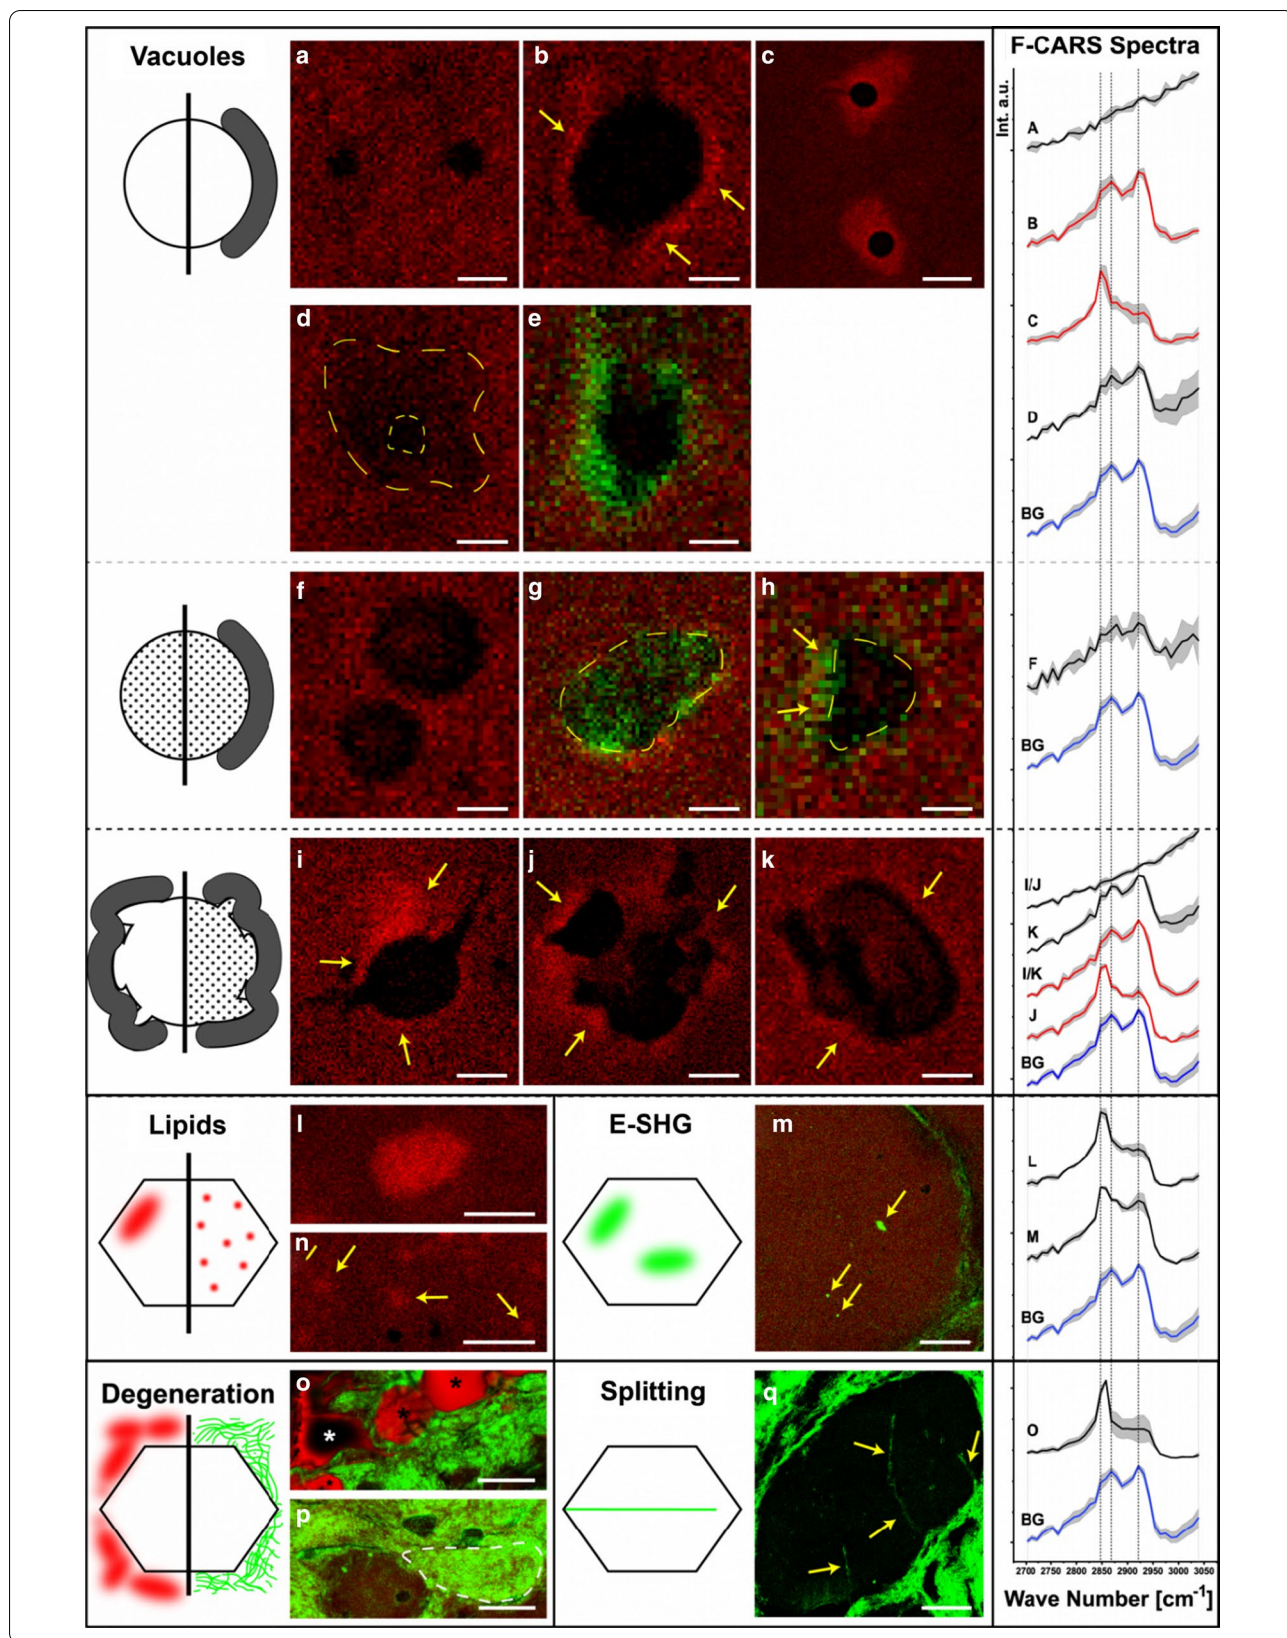 Vacuoles
a
b
c
d
e
f
g
h
i
j
k
Lipids
l
n
E-SHG
m
Degeneration
o
*
*
*
*
p
Splitting
q
F-CARS Spectra
Int. a.u.
A
B
C
D
BG
F
BG
I/J
K
I/K
J
BG
L
M
BG
O
BG
2700 2750 2800 2850 2900 2950 3000 3050
Wave Number [cm-1]